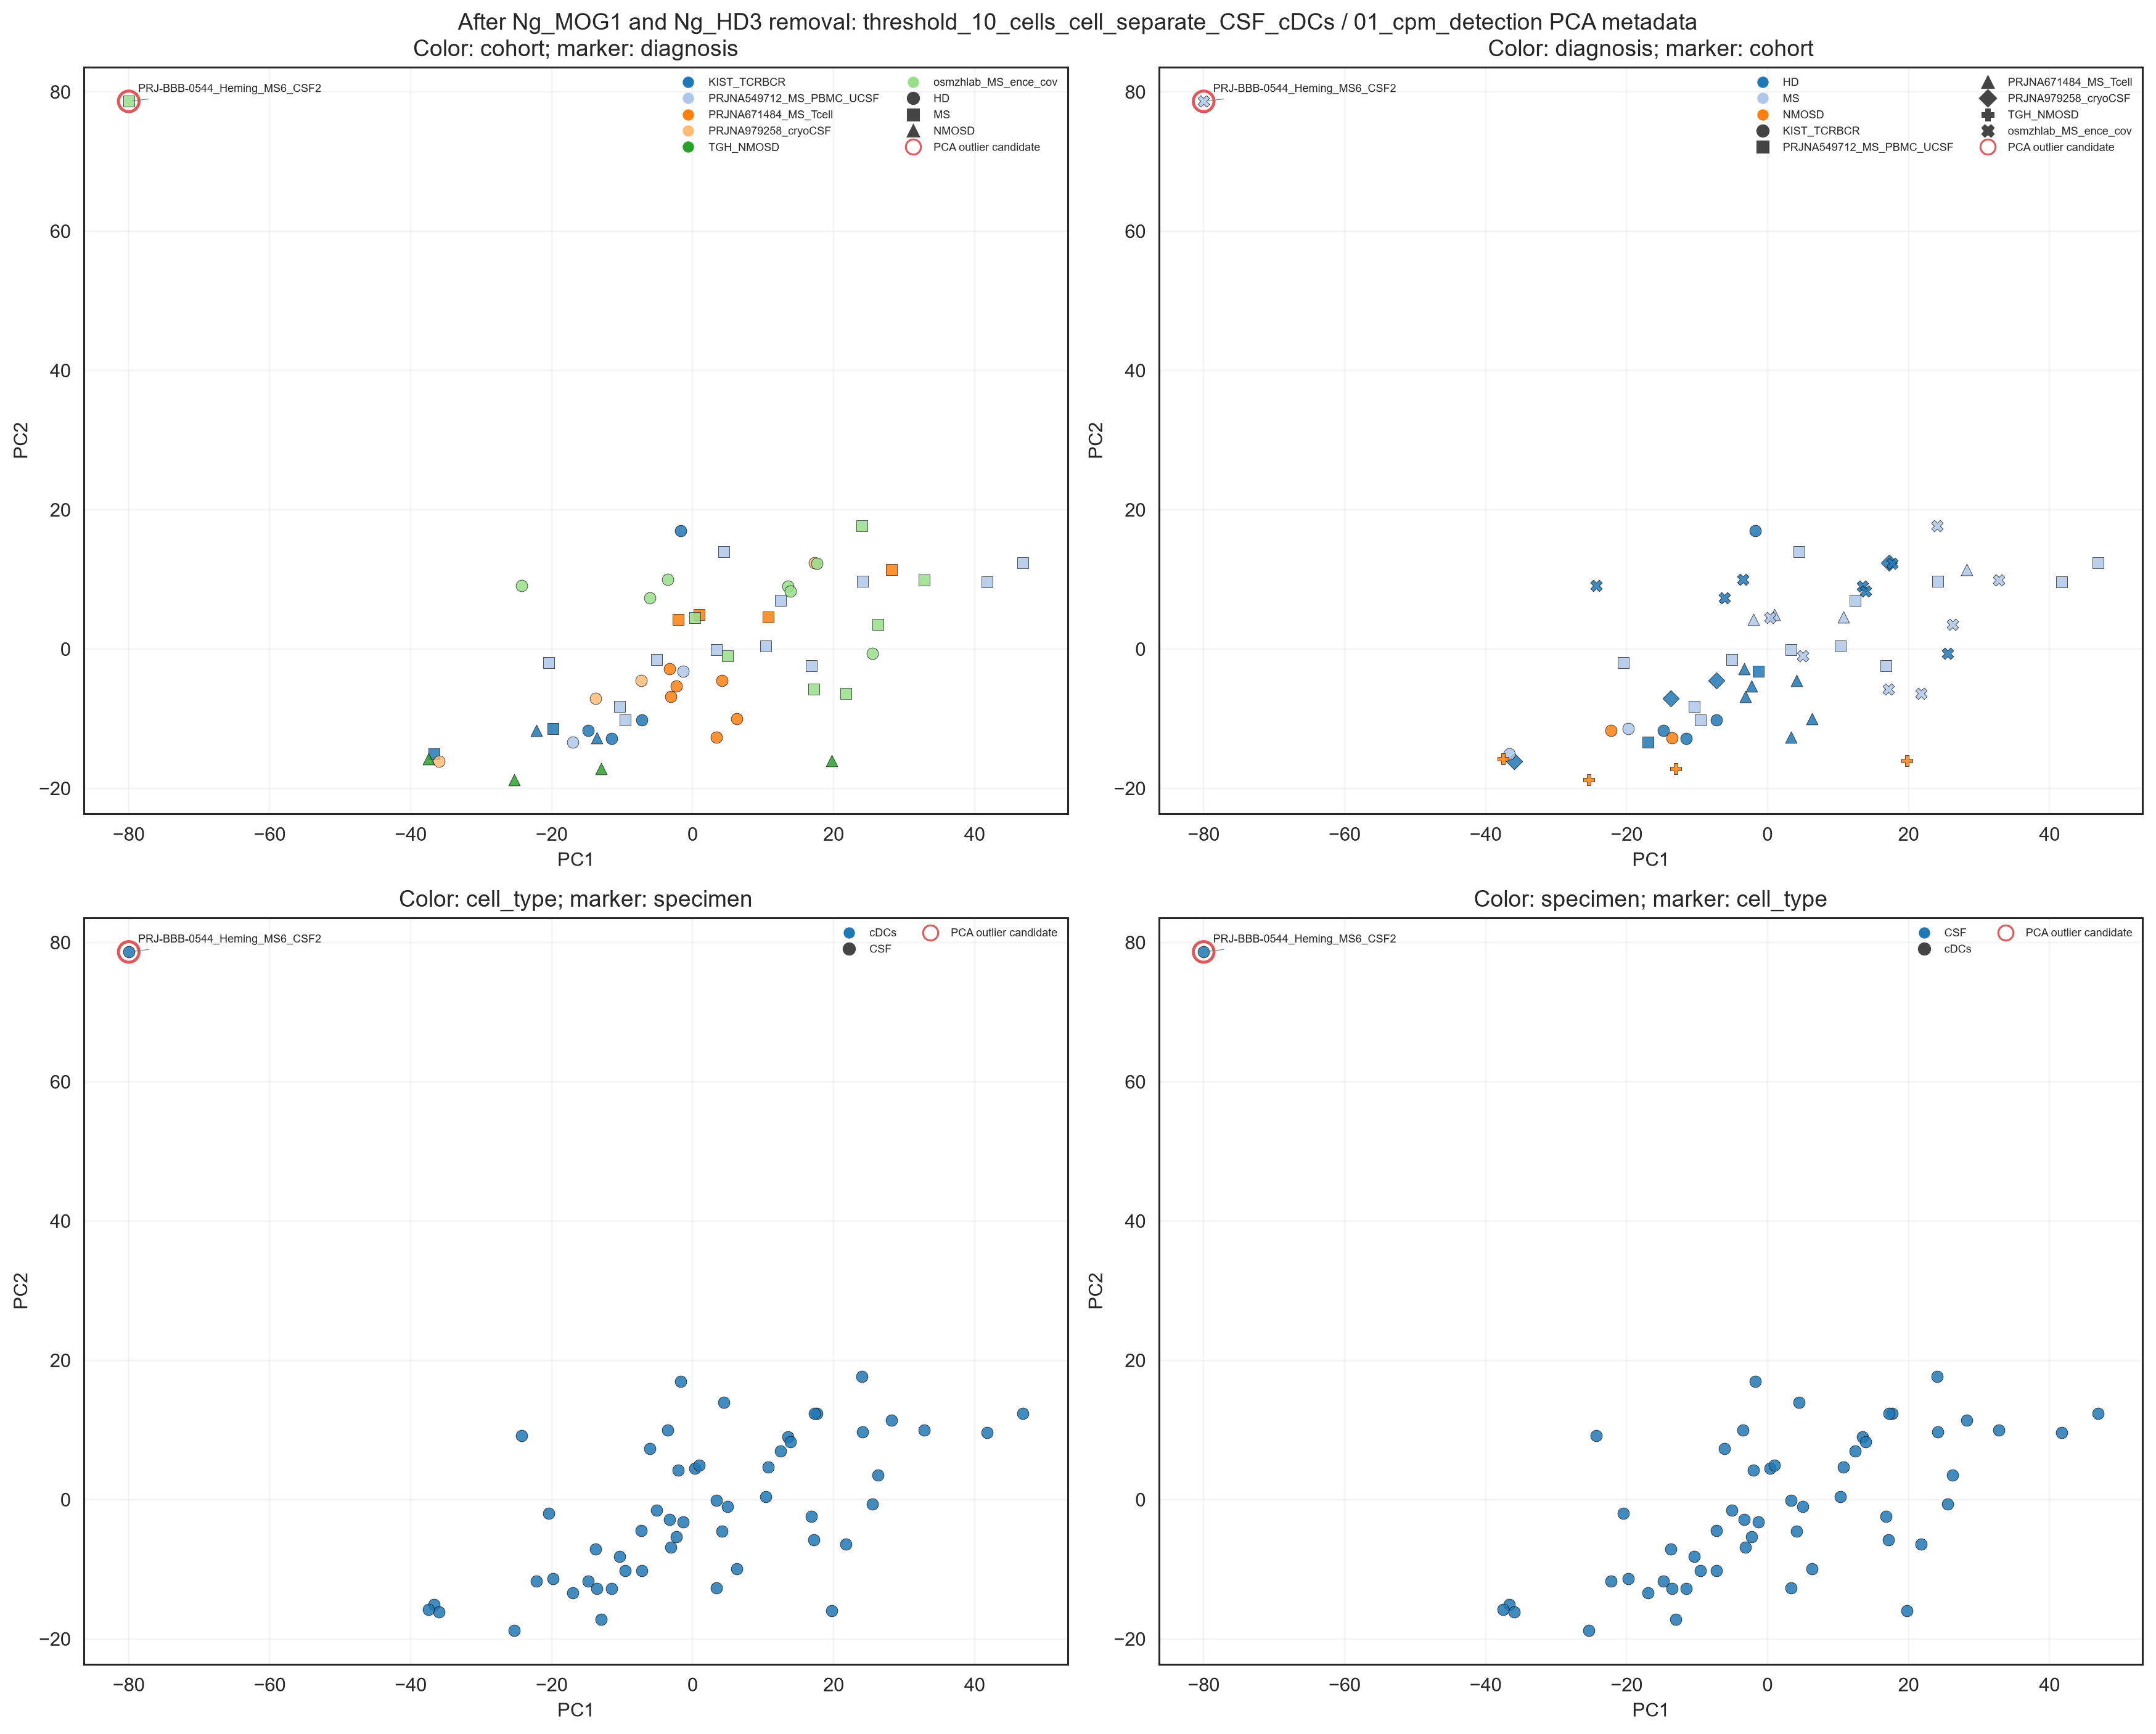 After Ng_MOG1 and Ng_HD3 removal: threshold_10_cells_cell_separate_CSF_cDCs / 01_cpm_detection PCA metadata
Color: cohort; marker: diagnosis
PRJ-BBB-0544_Heming_MS6_CSF2
KIST_TCRBCR
PRJNA549712_MS_PBMC_UCSF
PRJNA671484_MS_Tcell
PRJNA979258_cryoCSF
TGH_NMOSD
osmzhlab_MS_ence_cov
HD
MS
NMOSD
PCA outlier candidate
80
60
40
20
0
−20
PC2
−80 −60 −40 −20 0 20 40
PC1
Color: diagnosis; marker: cohort
PRJ-BBB-0544_Heming_MS6_CSF2
HD
MS
NMOSD
KIST_TCRBCR
PRJNA549712_MS_PBMC_UCSF
PRJNA671484_MS_Tcell
PRJNA979258_cryoCSF
TGH_NMOSD
osmzhlab_MS_ence_cov
PCA outlier candidate
80
60
40
20
0
−20
PC2
−80 −60 −40 −20 0 20 40
PC1
Color: cell_type; marker: specimen
PRJ-BBB-0544_Heming_MS6_CSF2
cDCs
CSF
PCA outlier candidate
80
60
40
20
0
−20
PC2
−80 −60 −40 −20 0 20 40
PC1
Color: specimen; marker: cell_type
PRJ-BBB-0544_Heming_MS6_CSF2
CSF
cDCs
PCA outlier candidate
80
60
40
20
0
−20
PC2
−80 −60 −40 −20 0 20 40
PC1